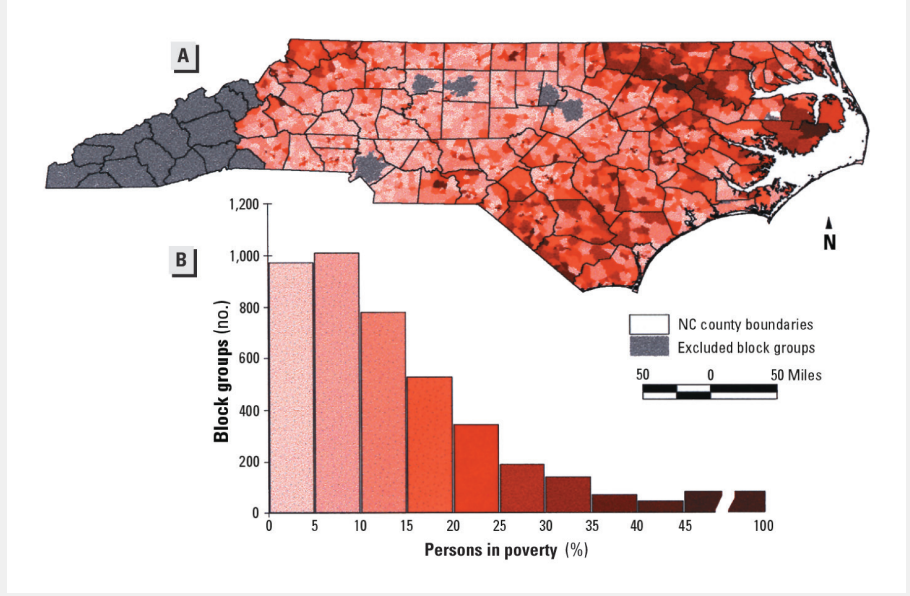 A
N
NC county boundaries
Excluded block groups
50 0 50 Miles
B
Block groups (no.)
1,200
1,000
800
600
400
200
0
0 5 10 15 20 25 30 35 40 45 100
Persons in poverty (%)